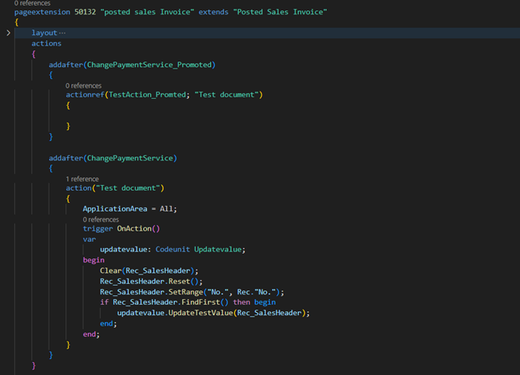 0 references
pageextension 50132 "posted sales Invoice" extends "Posted Sales Invoice"
{
layout ···
actions
{
addafter(ChangePaymentService_Promoted)
{
0 references
actionref(TestAction_Promted; "Test document")
{
}
}
addafter(ChangePaymentService)
{
1 reference
action("Test document")
{
ApplicationArea = All;
0 references
trigger OnAction()
var
updatevalue: Codeunit Updatevalue;
begin
Clear(Rec_SalesHeader);
Rec_SalesHeader.Reset();
Rec_SalesHeader.SetRange("No.", Rec."No.");
if Rec_SalesHeader.FindFirst() then begin
updatevalue.UpdateTestValue(Rec_SalesHeader);
end;
end;
}
}
}